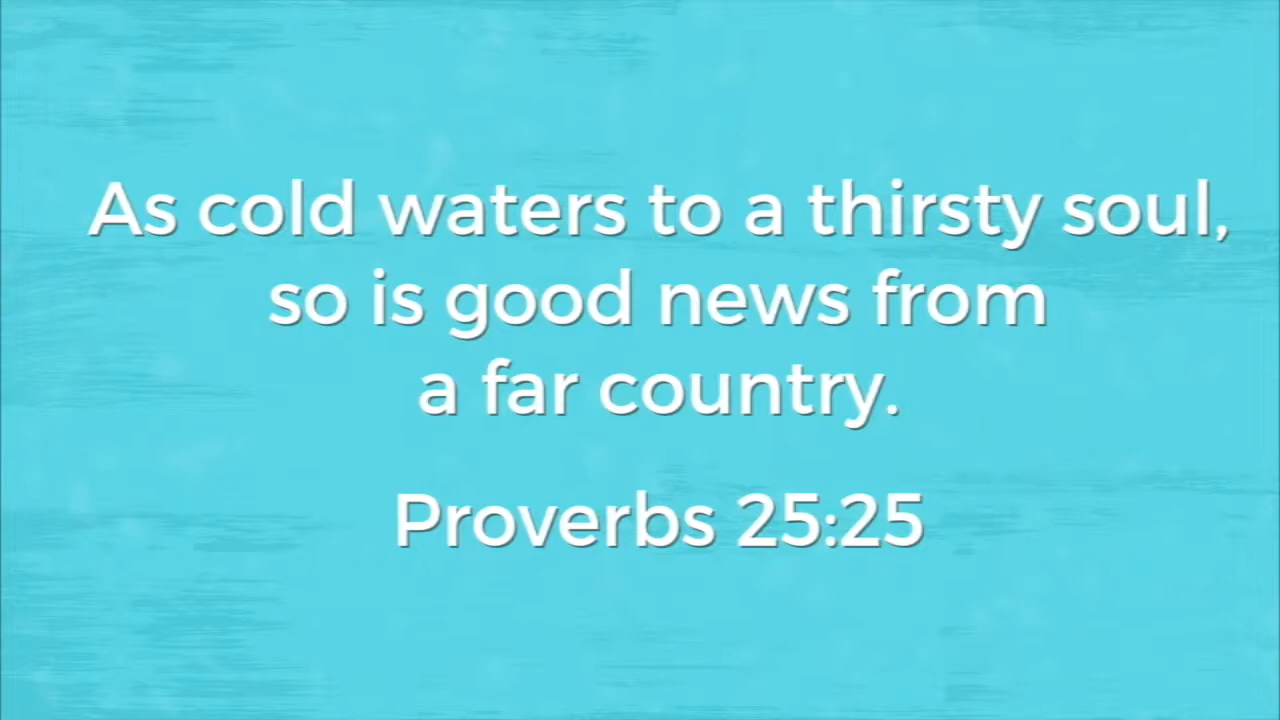 As cold waters to a thirsty soul,
so is good news from
a far country.
Proverbs 25:25